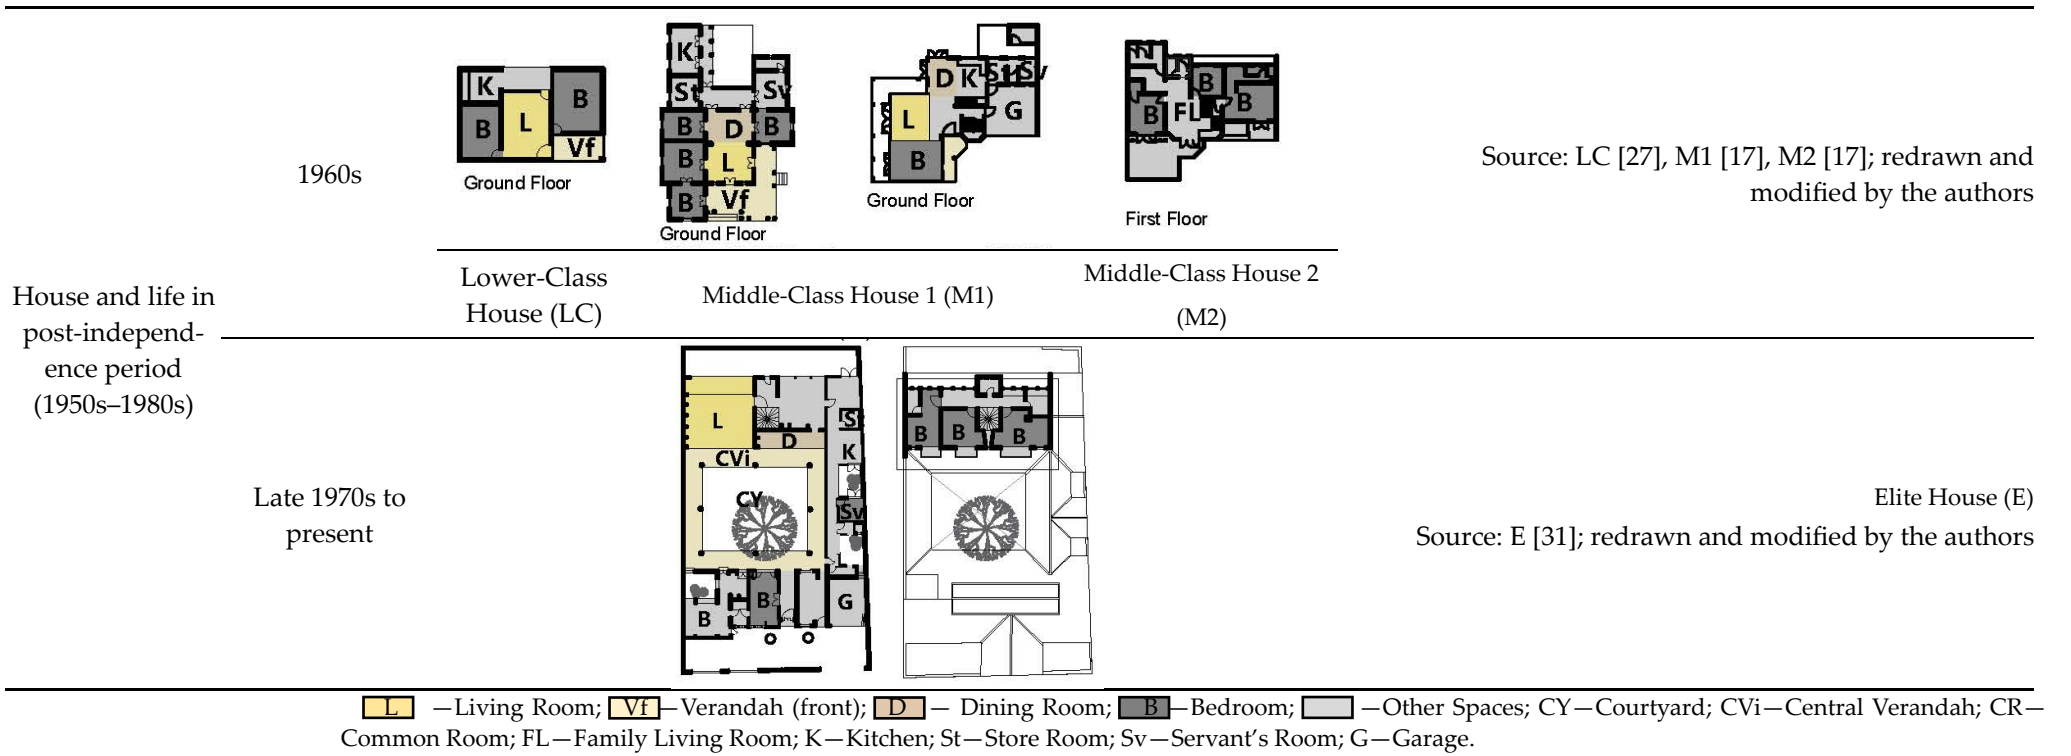 K
B
L
B
Vf
Ground Floor
K
St
Sv
B
D
B
B
L
B
Vf
Ground Floor
D
K
St
Sv
L
G
B
Ground Floor
B
B
FL
B
First Floor
1960s
Source: LC [27], M1 [17], M2 [17]; redrawn and
modified by the authors
Lower-Class
House (LC)
Middle-Class House 1 (M1)
Middle-Class House 2
(M2)
House and life in
post-independ-
ence period
(1950s–1980s)
L
D
CVi
CY
S
K
Sv
B
B
G
B
B
B
Late 1970s to
present
Elite House (E)
Source: E [31]; redrawn and modified by the authors
L —Living Room; Vf—Verandah (front); D — Dining Room; B—Bedroom; —Other Spaces; CY—Courtyard; CVi—Central Verandah; CR—
Common Room; FL—Family Living Room; K—Kitchen; St—Store Room; Sv—Servant's Room; G—Garage.